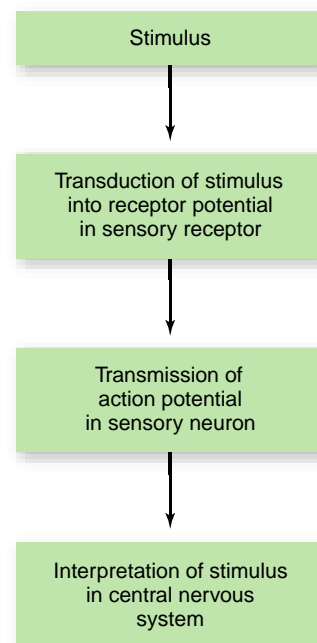 Stimulus
Transduction of stimulus
into receptor potential
in sensory receptor
Transmission of
action potential
in sensory neuron
Interpretation of stimulus
in central nervous
system